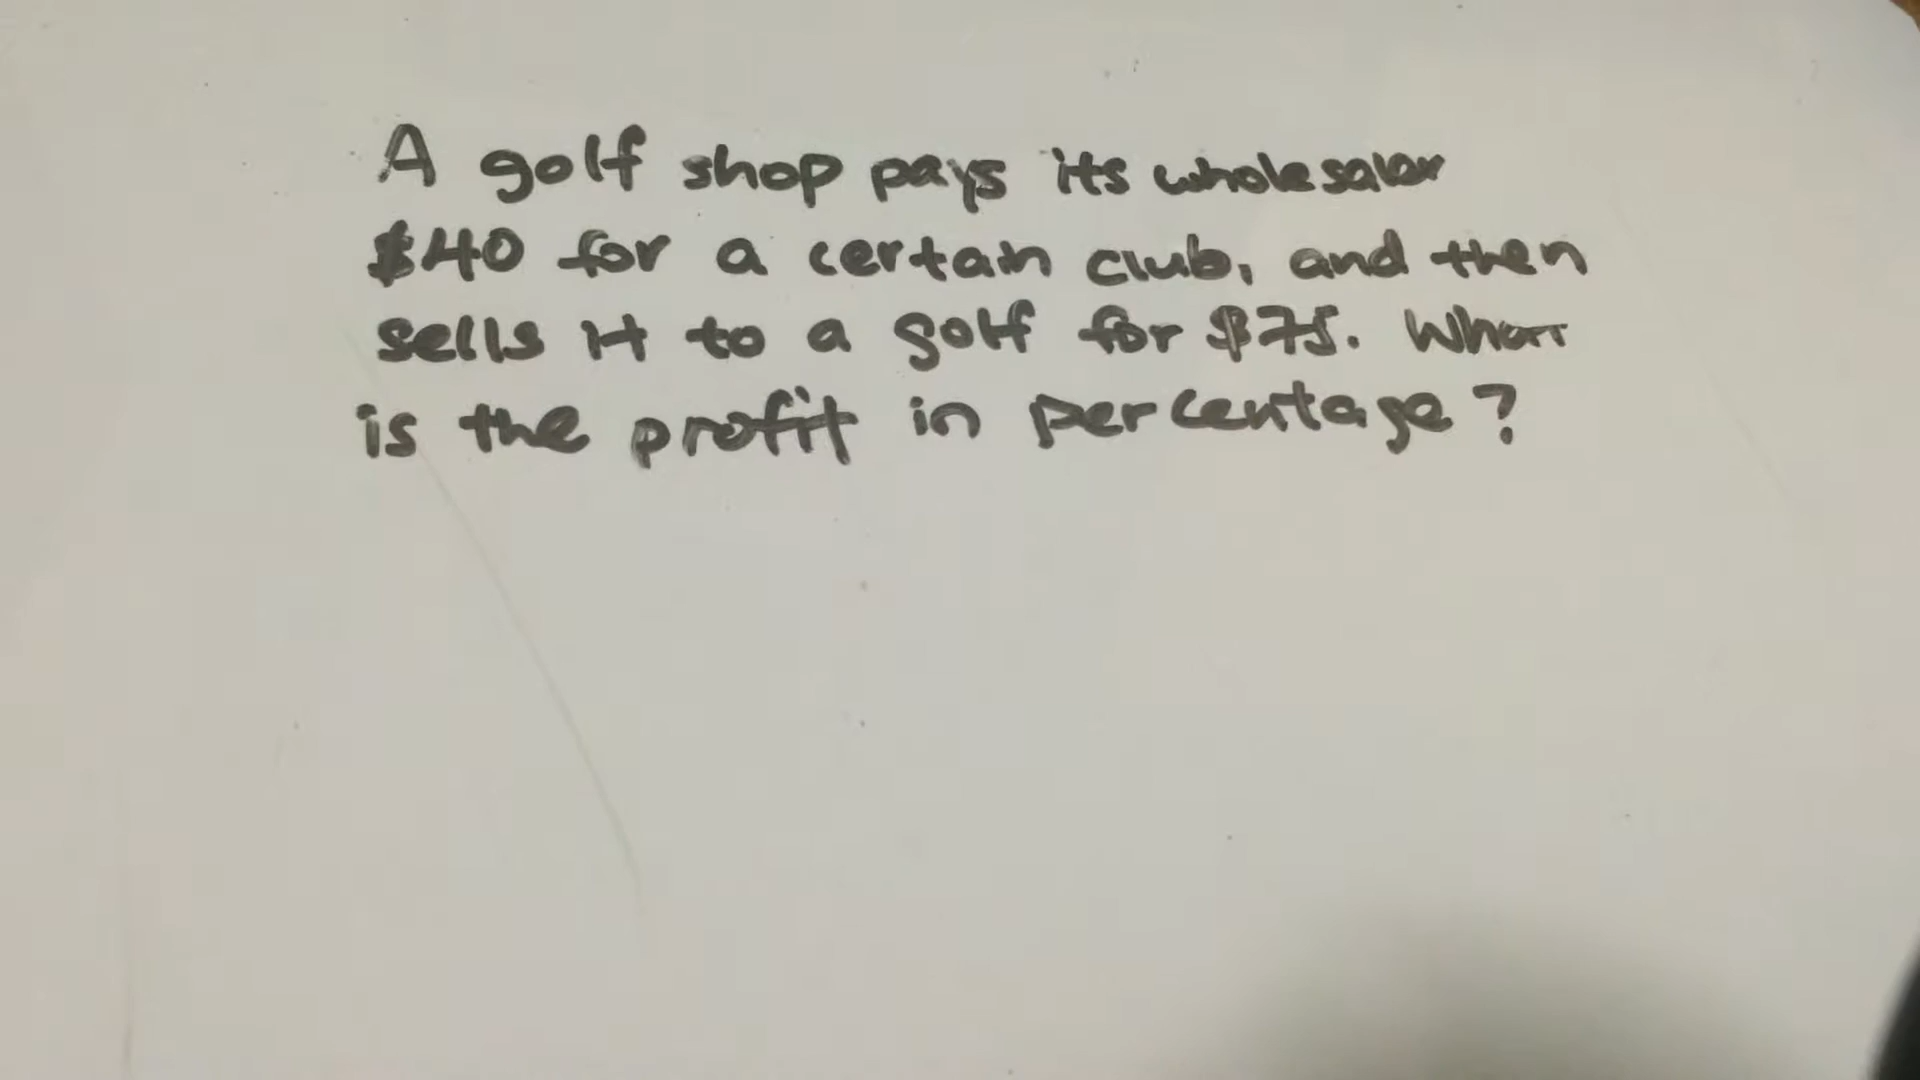 A golf shop pays its wholesaler
$40 for a certain club, and then
sells it to a golf for $75. What
is the profit in percentage?